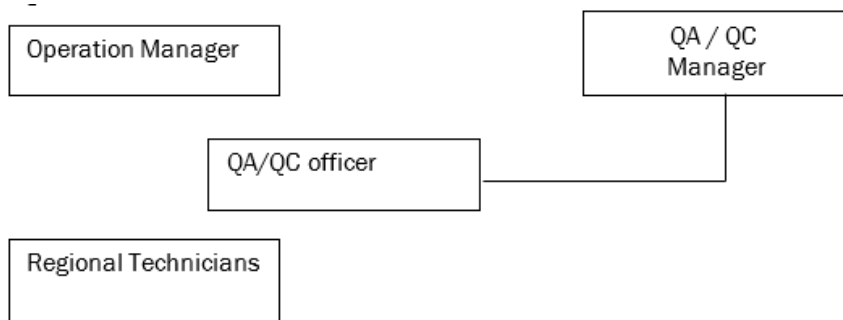 Operation Manager
QA / QC
Manager
QA/QC officer
Regional Technicians